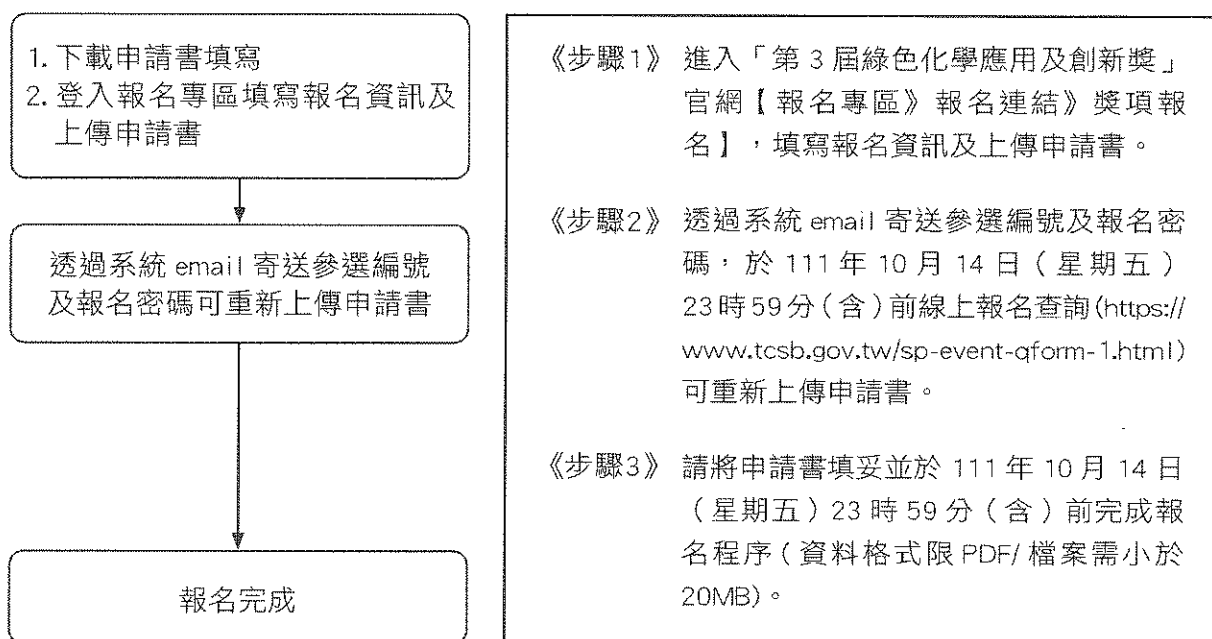 1. 下載申請書填寫
2. 登入報名專區填寫報名資訊及
上傳申請書
透過系統 email 寄送參選編號
及報名密碼可重新上傳申請書
報名完成
《步驟1》 進入「第 3 屆綠色化學應用及創新獎」
官網【報名專區》報名連結》獎項報
名】，填寫報名資訊及上傳申請書。
《步驟2》 透過系統 email 寄送參選編號及報名密
碼，於 111 年 10 月 14 日（星期五）
23 時 59 分（含）前線上報名查詢(https://
www.tcsb.gov.tw/sp-event-qform-1.html)
可重新上傳申請書。
《步驟3》 請將申請書填妥並於 111 年 10 月 14 日
（星期五）23 時 59 分（含）前完成報
名程序（資料格式限 PDF/ 檔案需小於
20MB)。